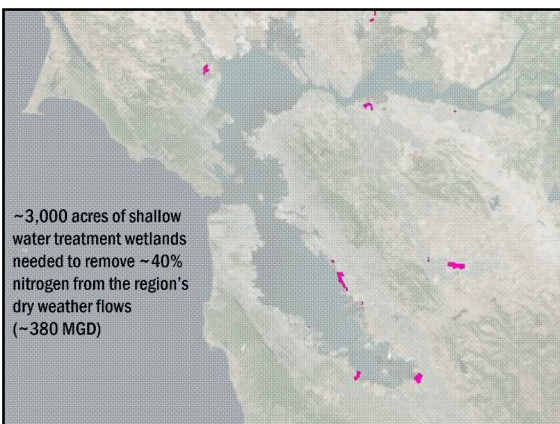 ~3,000 acres of shallow
water treatment wetlands
needed to remove ~40%
nitrogen from the region's
dry weather flows
(~380 MGD)